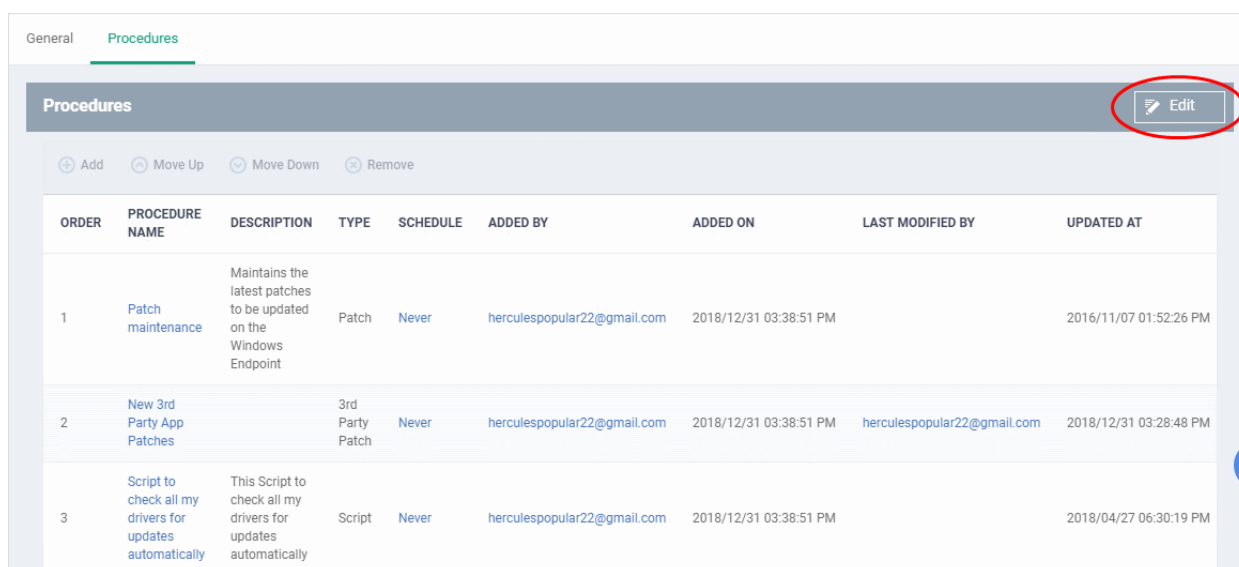 General Procedures
Procedures Edit
Add Move Up Move Down Remove
ORDER PROCEDURE NAME DESCRIPTION TYPE SCHEDULE ADDED BY ADDED ON LAST MODIFIED BY UPDATED AT
1
Patch
maintenance
Maintains the
latest patches
to be updated
on the
Windows
Endpoint
Patch
Never
herculespopular22@gmail.com
2018/12/31 03:38:51 PM
2016/11/07 01:52:26 PM
2
New 3rd
Party App
Patches
3rd
Party
Patch
Never
herculespopular22@gmail.com
2018/12/31 03:38:51 PM
herculespopular22@gmail.com
2018/12/31 03:28:48 PM
3
Script to
check all my
drivers for
updates
automatically
This Script to
check all my
drivers for
updates
automatically
Script
Never
herculespopular22@gmail.com
2018/12/31 03:38:51 PM
2018/04/27 06:30:19 PM